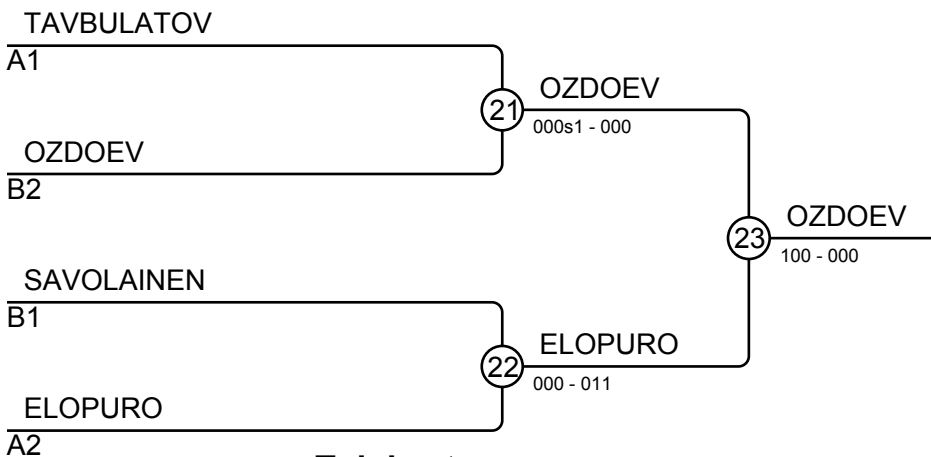 TAVBULATOV
A1
OZDOEV
21
000s1 - 000
OZDOEV
B2
OZDOEV
23
100 - 000
SAVOLAINEN
B1
ELOPURO
22
000 - 011
ELOPURO
A2